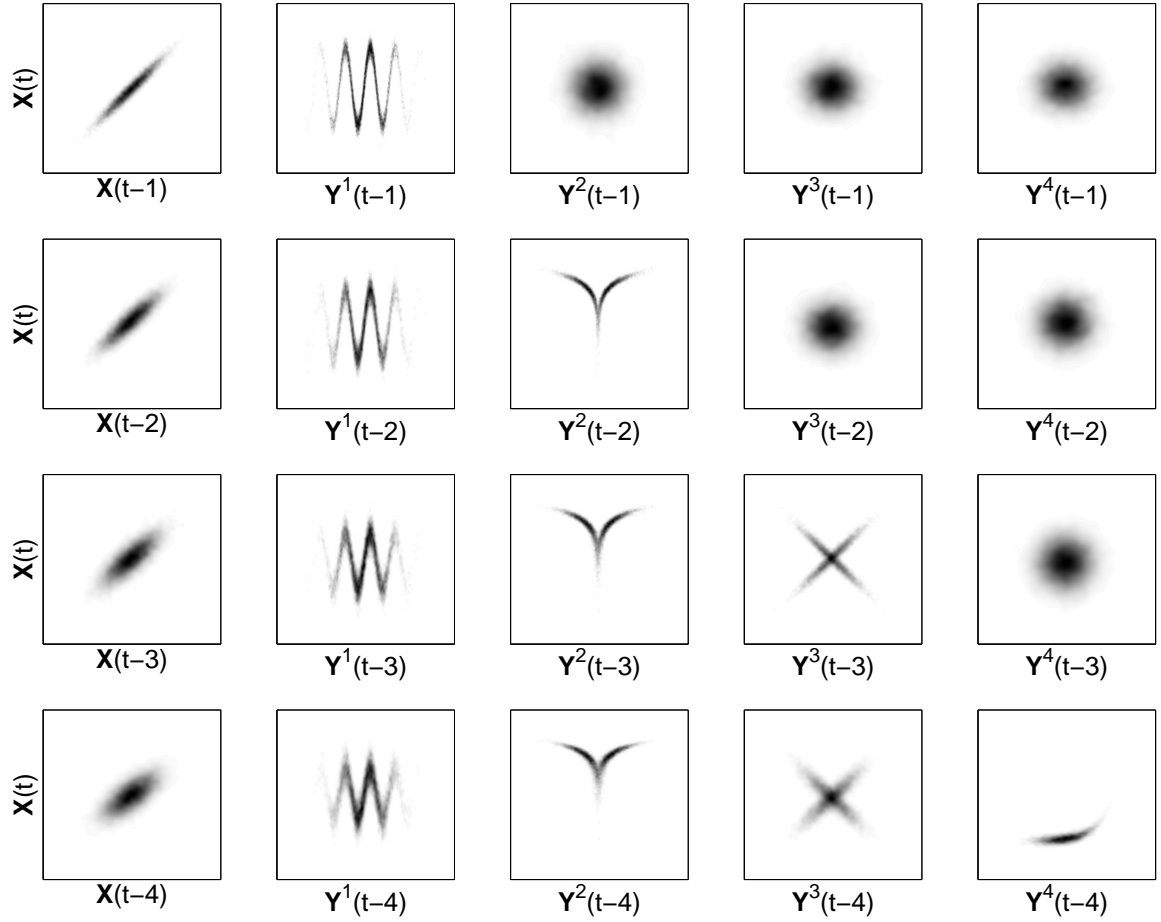 X(t)
X(t−1)
Y1(t−1)
Y2(t−1)
Y3(t−1)
Y4(t−1)
X(t)
X(t−2)
Y1(t−2)
Y2(t−2)
Y3(t−2)
Y4(t−2)
X(t)
X(t−3)
Y1(t−3)
Y2(t−3)
Y3(t−3)
Y4(t−3)
X(t)
X(t−4)
Y1(t−4)
Y2(t−4)
Y3(t−4)
Y4(t−4)